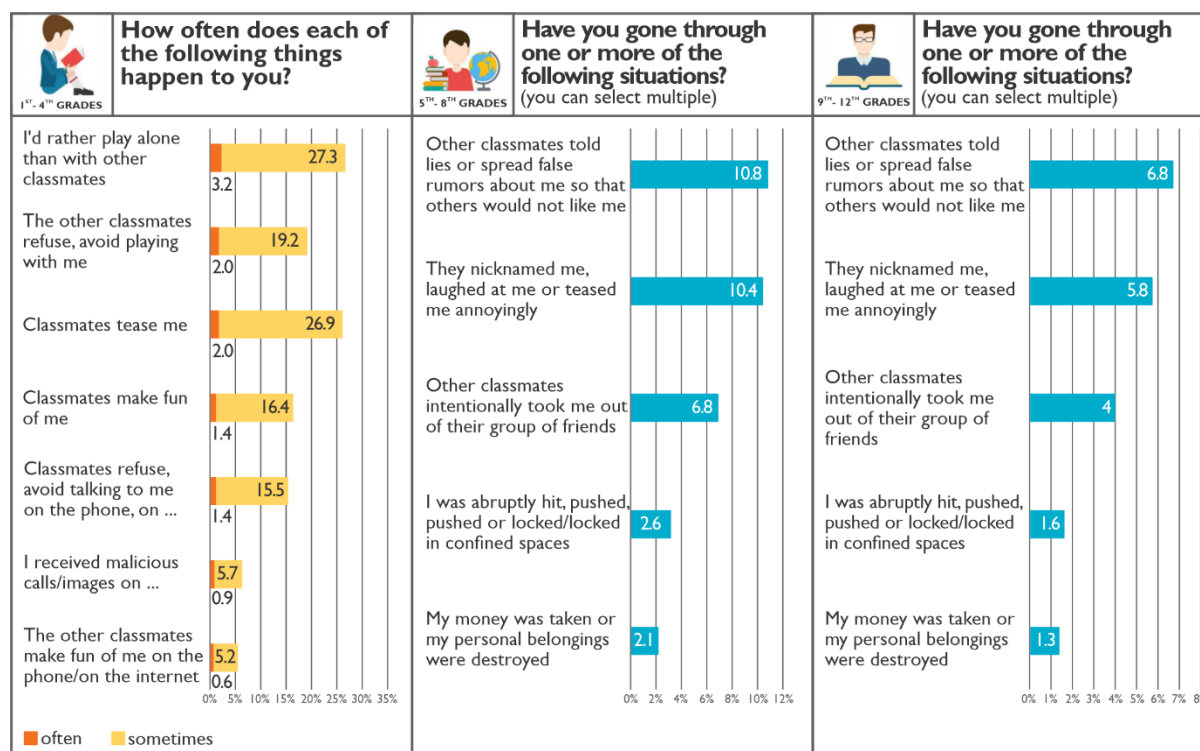 How often does each of
the following things
happen to you?
1ST- 4TH GRADES
I'd rather play alone
than with other
classmates
27.3
3.2
The other classmates
refuse, avoid playing
with me
19.2
2.0
Classmates tease me
26.9
2.0
Classmates make fun
of me
16.4
1.4
Classmates refuse,
avoid talking to me
on the phone, on ...
15.5
1.4
I received malicious
calls/images on ...
5.7
0.9
The other classmates
make fun of me on the
phone/on the internet
5.2
0.6
0% 5% 10% 15% 20% 25% 30% 35%
often sometimes
Have you gone through
one or more of the
following situations?
(you can select multiple)
5TH- 8TH GRADES
Other classmates told
lies or spread false
rumors about me so that
others would not like me
10.8
They nicknamed me,
laughed at me or teased
me annoyingly
10.4
Other classmates
intentionally took me out
of their group of friends
6.8
I was abruptly hit, pushed,
pushed or locked/locked
in confined spaces
2.6
My money was taken or
my personal belongings
were destroyed
2.1
0% 2% 4% 6% 8% 10% 12%
Have you gone through
one or more of the
following situations?
(you can select multiple)
9TH- 12TH GRADES
Other classmates told
lies or spread false
rumors about me so that
others would not like me
6.8
They nicknamed me,
laughed at me or teased
me annoyingly
5.8
Other classmates
intentionally took me
out of their group of
friends
4
I was abruptly hit, pushed,
pushed or locked/locked
in confined spaces
1.6
My money was taken or
my personal belongings
were destroyed
1.3
0% 1% 2% 3% 4% 5% 6% 7% 8